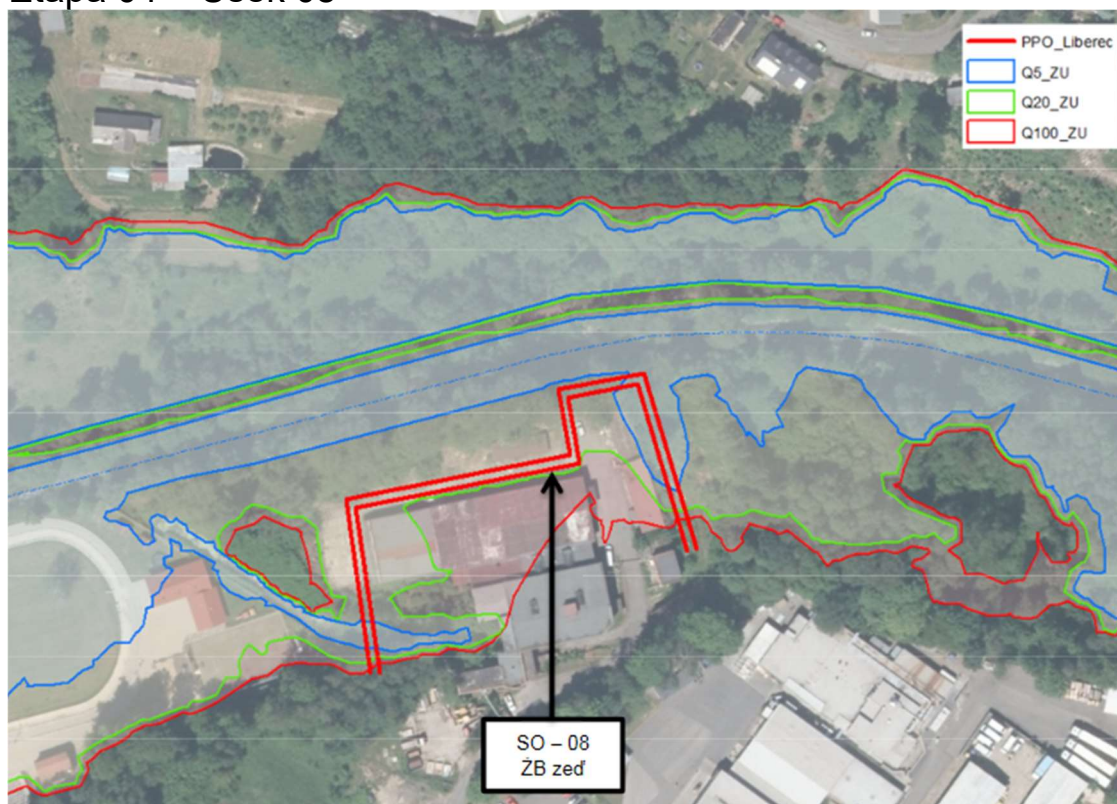 PPO_Liberec
Q5_ZU
Q20_ZU
Q100_ZU
SO – 08
ŽB zeď